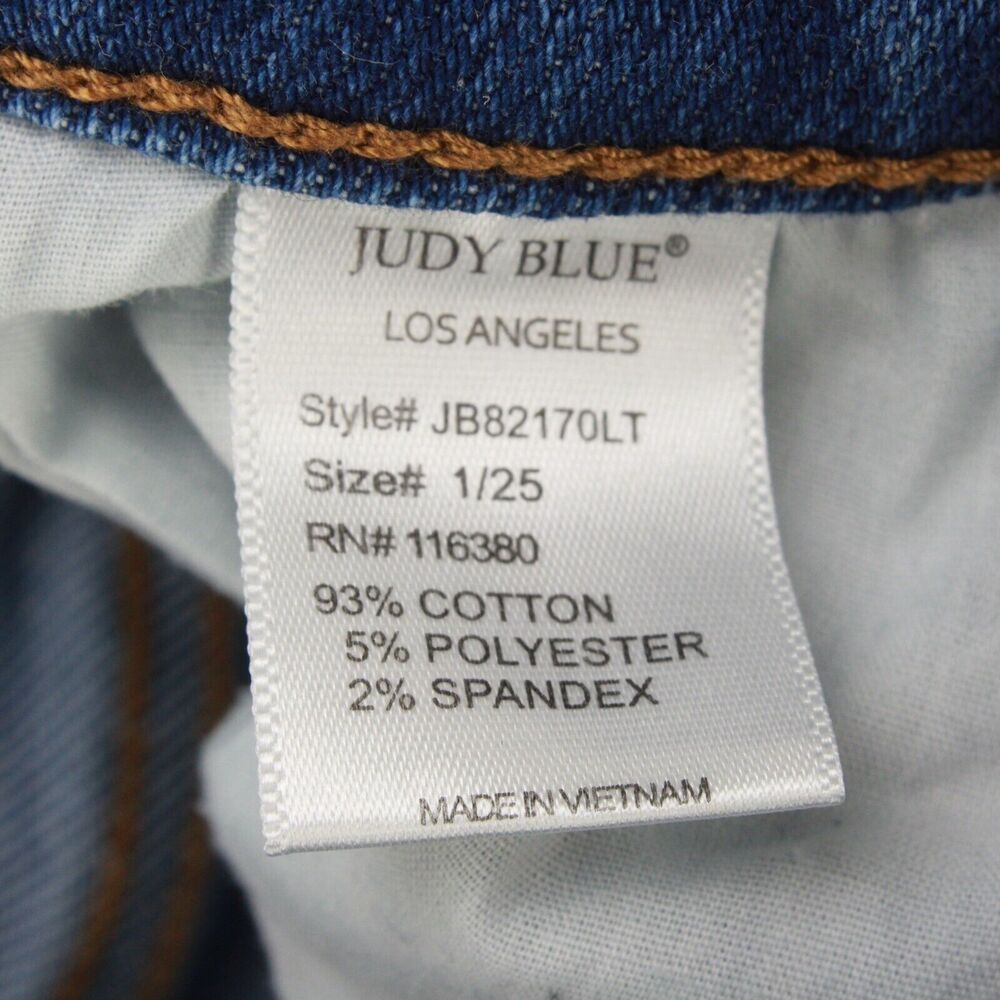 JUDY BLUE®
LOS ANGELES
Style# JB82170LT
Size# 1/25
RN# 116380
93% COTTON
5% POLYESTER
2% SPANDEX
MADE IN VIETNAM